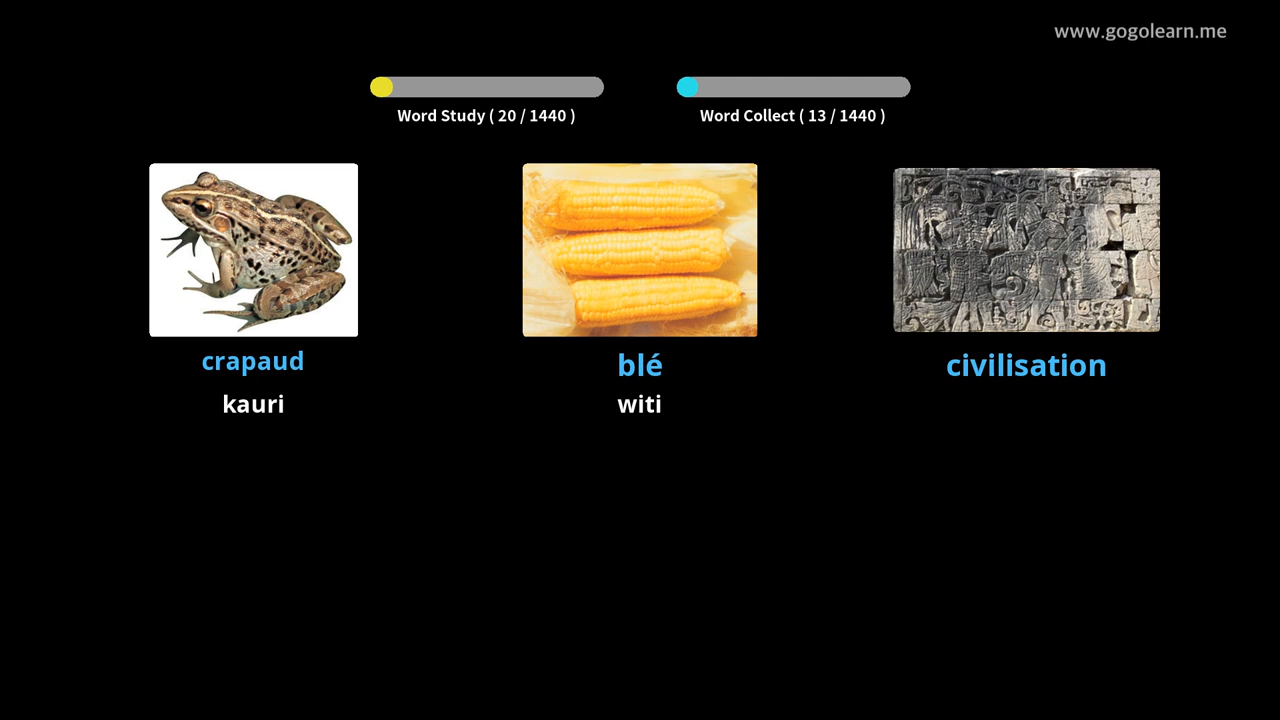 www.gogolearn.me
Word Study ( 20 / 1440 )
Word Collect ( 13 / 1440 )
crapaud
blé
civilisation
kauri
witi